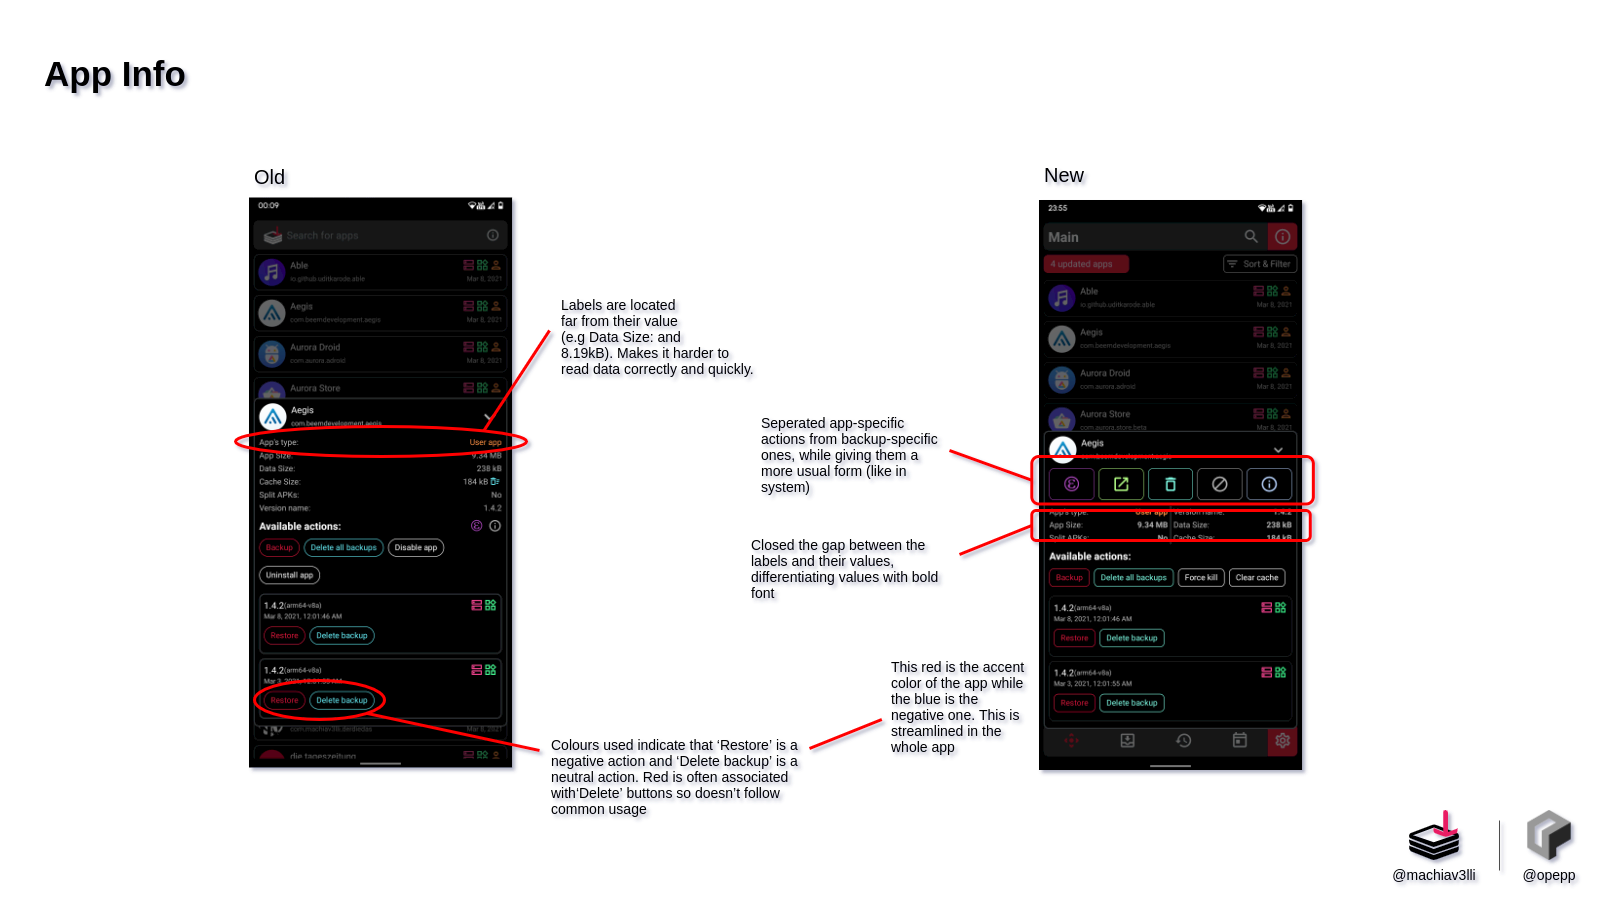 App Info
Old
00:09
Search for apps
Able
io.github.uditkarode.able
Mar 8, 2021
Aegis
com.beemdevelopment.aegis
Mar 8, 2021
Aurora Droid
com.aurora.adroid
Mar 8, 2021
Aurora Store
Aegis
com.beemdevelopment.aegis
App's type: User app
App Size: 9.34 MB
Data Size: 238 kB
Cache Size: 184 kB
Split APKs: No
Version name: 1.4.2
Available actions:
Backup Delete all backups Disable app
Uninstall app
1.4.2(arm64-v8a)
Mar 8, 2021, 12:01:46 AM
Restore Delete backup
1.4.2(arm64-v8a)
Mar 3, 2021, 12:01:55 AM
Restore Delete backup
Mar 8, 2021
die tageszeitung
Labels are located
far from their value
(e.g Data Size: and
8.19kB). Makes it harder to
read data correctly and quickly.
Colours used indicate that ‘Restore’ is a
negative action and ‘Delete backup’ is a
neutral action. Red is often associated
with‘Delete’ buttons so doesn’t follow
common usage
Seperated app-specific
actions from backup-specific
ones, while giving them a
more usual form (like in
system)
Closed the gap between the
labels and their values,
differentiating values with bold
font
This red is the accent
color of the app while
the blue is the
negative one. This is
streamlined in the
whole app
New
23:55
Main
4 updated apps Sort & Filter
Able
io.github.uditkarode.able
Mar 8, 2021
Aegis
com.beemdevelopment.aegis
Mar 8, 2021
Aurora Droid
com.aurora.adroid
Mar 8, 2021
Aurora Store
com.aurora.store.beta
Mar 8, 2021
Aegis
com.beemdevelopment.aegis
App's type: User app Version name: 1.4.2
App Size: 9.34 MB Data Size: 238 kB
Split APKs: No Cache Size: 184 kB
Available actions:
Backup Delete all backups Force kill Clear cache
1.4.2(arm64-v8a)
Mar 8, 2021, 12:01:46 AM
Restore Delete backup
1.4.2(arm64-v8a)
Mar 3, 2021, 12:01:55 AM
Restore Delete backup
@machiav3lli
@opepp